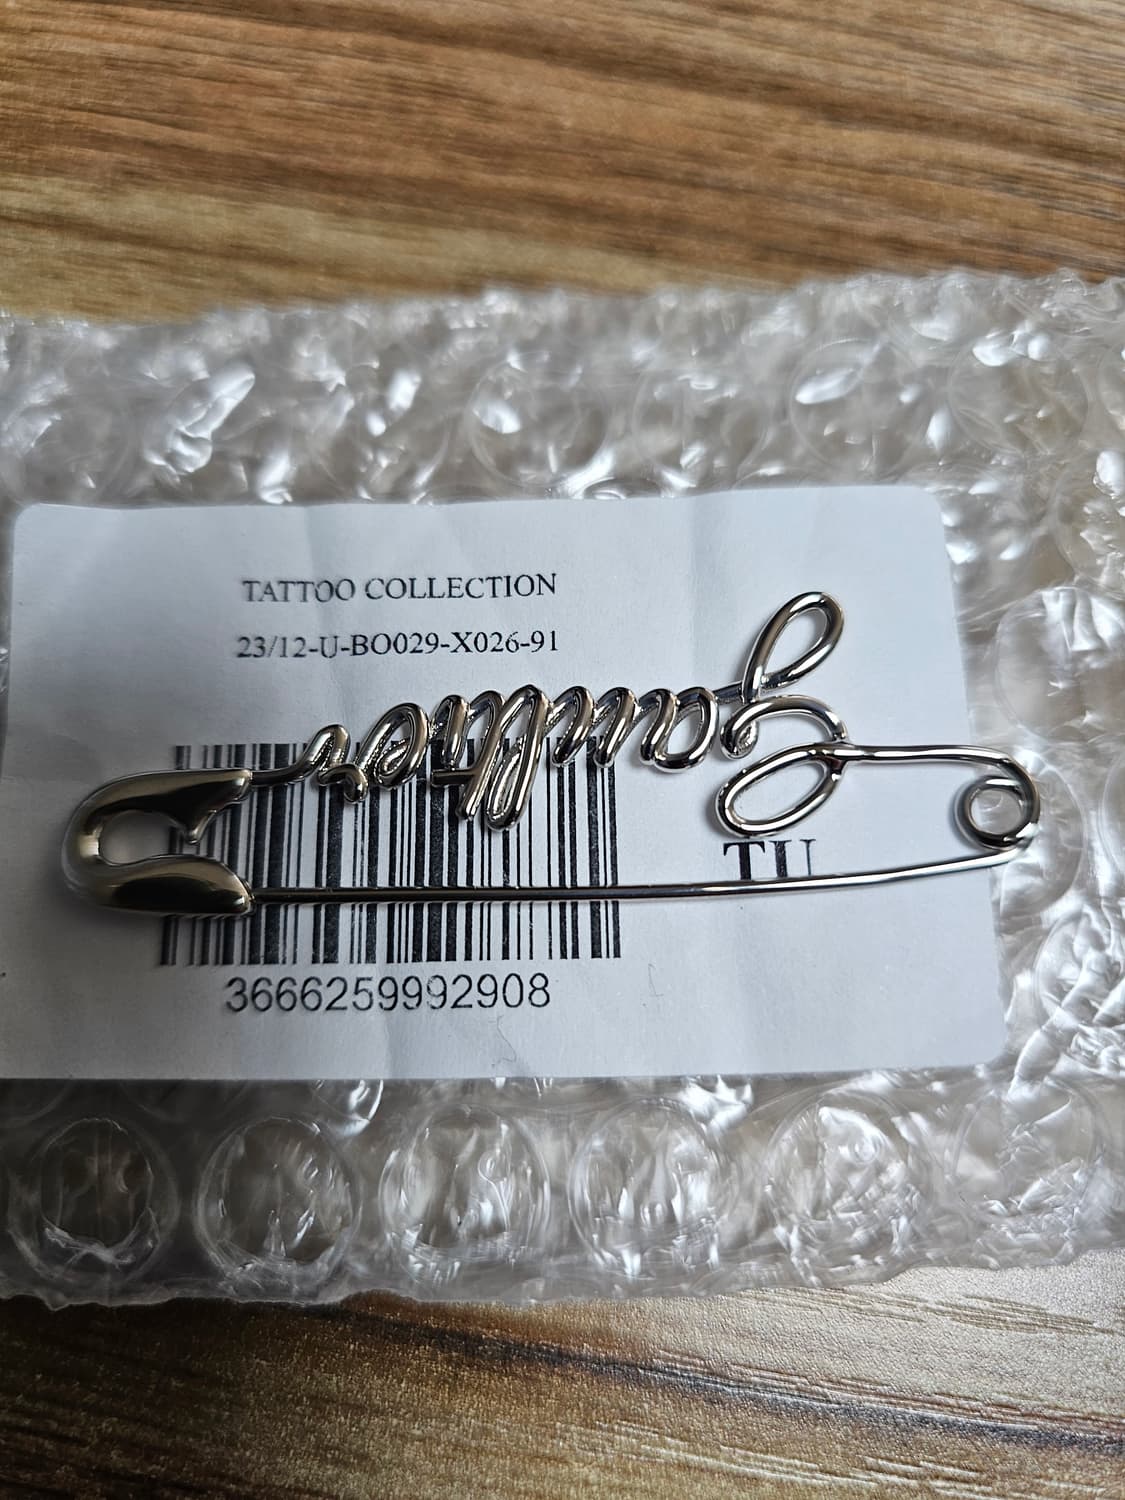 TATTOO COLLECTION
23/12-U-BO029-X026-91
Gaultier
TU
3666259992908